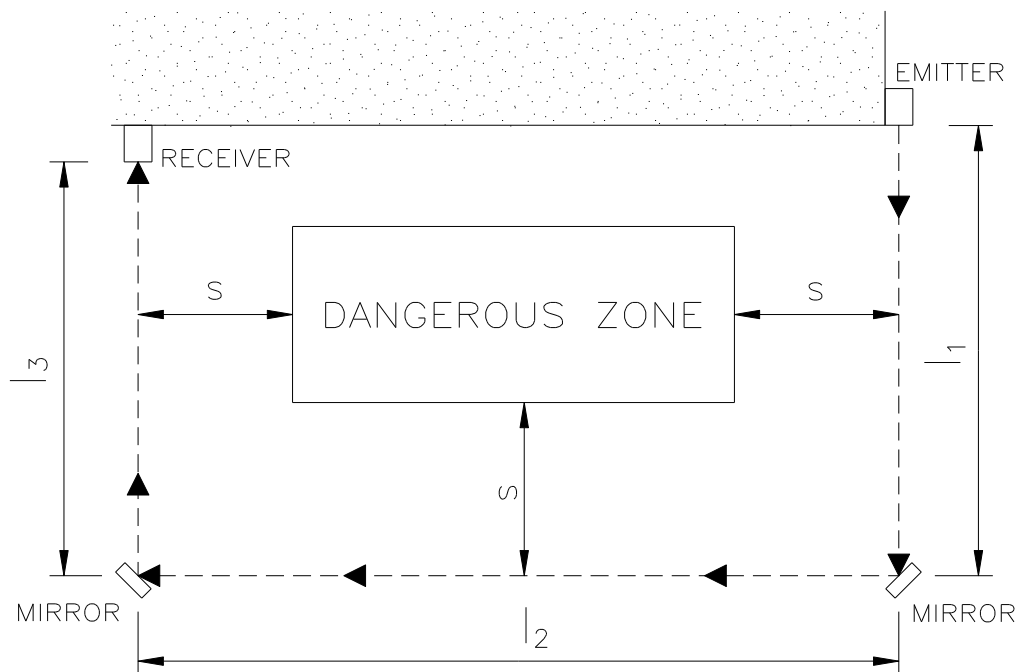 EMITTER
RECEIVER
S
S
DANGEROUS ZONE
l1
l3
S
MIRROR
MIRROR
l2